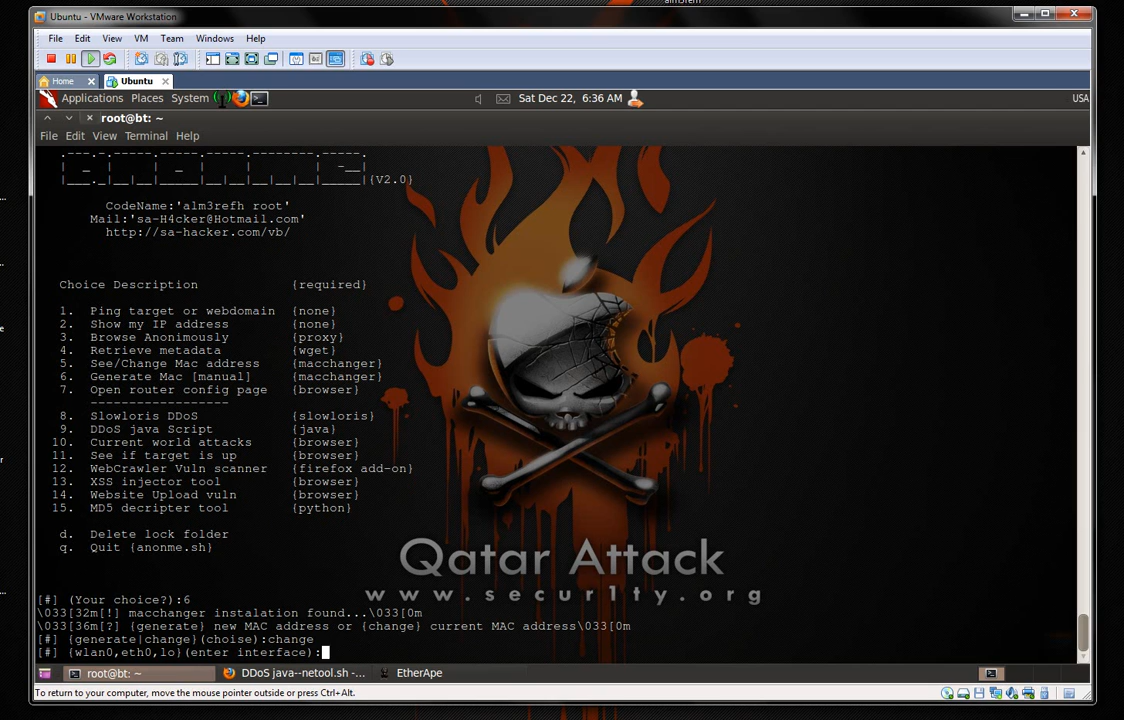 alm3refh
Ubuntu - VMware Workstation
File Edit View VM Team Windows Help
Home Ubuntu
Applications Places System Sat Dec 22, 6:36 AM USA
root@bt: ~
File Edit View Terminal Help
{V2.0}
CodeName:'alm3refh root'
Mail:'sa-H4cker@Hotmail.com'
http://sa-hacker.com/vb/
Choice Description {required}
1. Ping target or webdomain {none}
2. Show my IP address {none}
3. Browse Anonimously {proxy}
4. Retrieve metadata {wget}
5. See/Change Mac address {macchanger}
6. Generate Mac [manual] {macchanger}
7. Open router config page {browser}
------------------
8. Slowloris DDoS {slowloris}
9. DDoS java Script {java}
10. Current world attacks {browser}
11. See if target is up {browser}
12. WebCrawler Vuln scanner {firefox add-on}
13. XSS injector tool {browser}
14. Website Upload vuln {browser}
15. MD5 decripter tool {python}
d. Delete lock folder
q. Quit {anonme.sh}
Qatar Attack
www.secur1ty.org
[#] (Your choice?):6
\033[32m[!] macchanger instalation found...\033[0m
\033[36m[?] {generate} new MAC address or {change} current MAC address\033[0m
[#] {generate|change}(choise):change
[#] {wlan0,eth0,lo}(enter interface):
root@bt: ~ DDoS java--netool.sh -... EtherApe
To return to your computer, move the mouse pointer outside or press Ctrl+Alt.